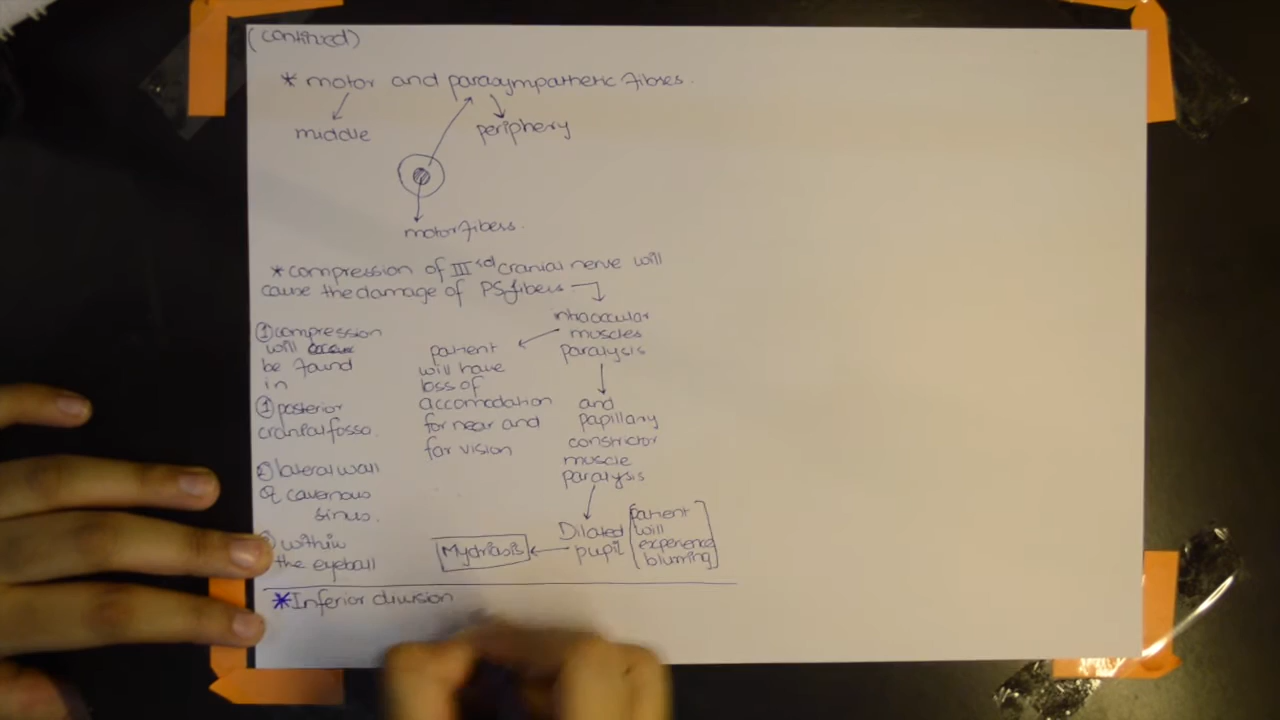 (continued)
* motor and parasympathetic fibres.
middle
periphery
motor fibers.
* compression of III rd cranial nerve will
cause the damage of PS fibers
intraocular
muscles
paralysis
① compression
will
be found
in
① posterior
cranial fossa.
② lateral wall
of cavernous
sinus.
within
the eyeball
patient
will have
loss of
accomodation
for near and
far vision
and
papillary
constrictor
muscle
paralysis
Dilated
pupil
[patient
will
experience
blurring]
Mydriasis
* Inferior division